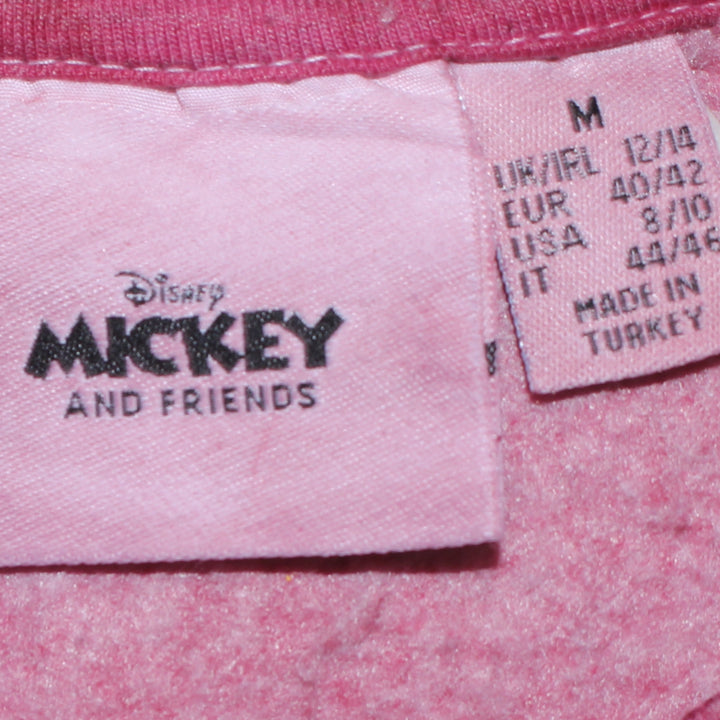 Disney
MICKEY
AND FRIENDS
M
UK/IRL 12/14
EUR 40/42
USA 8/10
IT 44/46
MADE IN
TURKEY